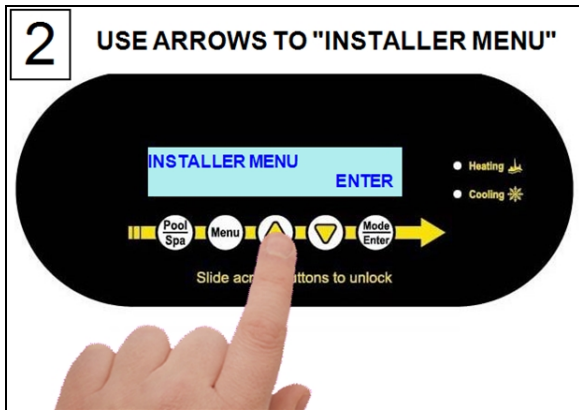 2
USE ARROWS TO "INSTALLER MENU"
INSTALLER MENU
ENTER
Heating
Cooling
Pool
Spa
Menu
Mode
Enter
Slide ac ttons to unlock